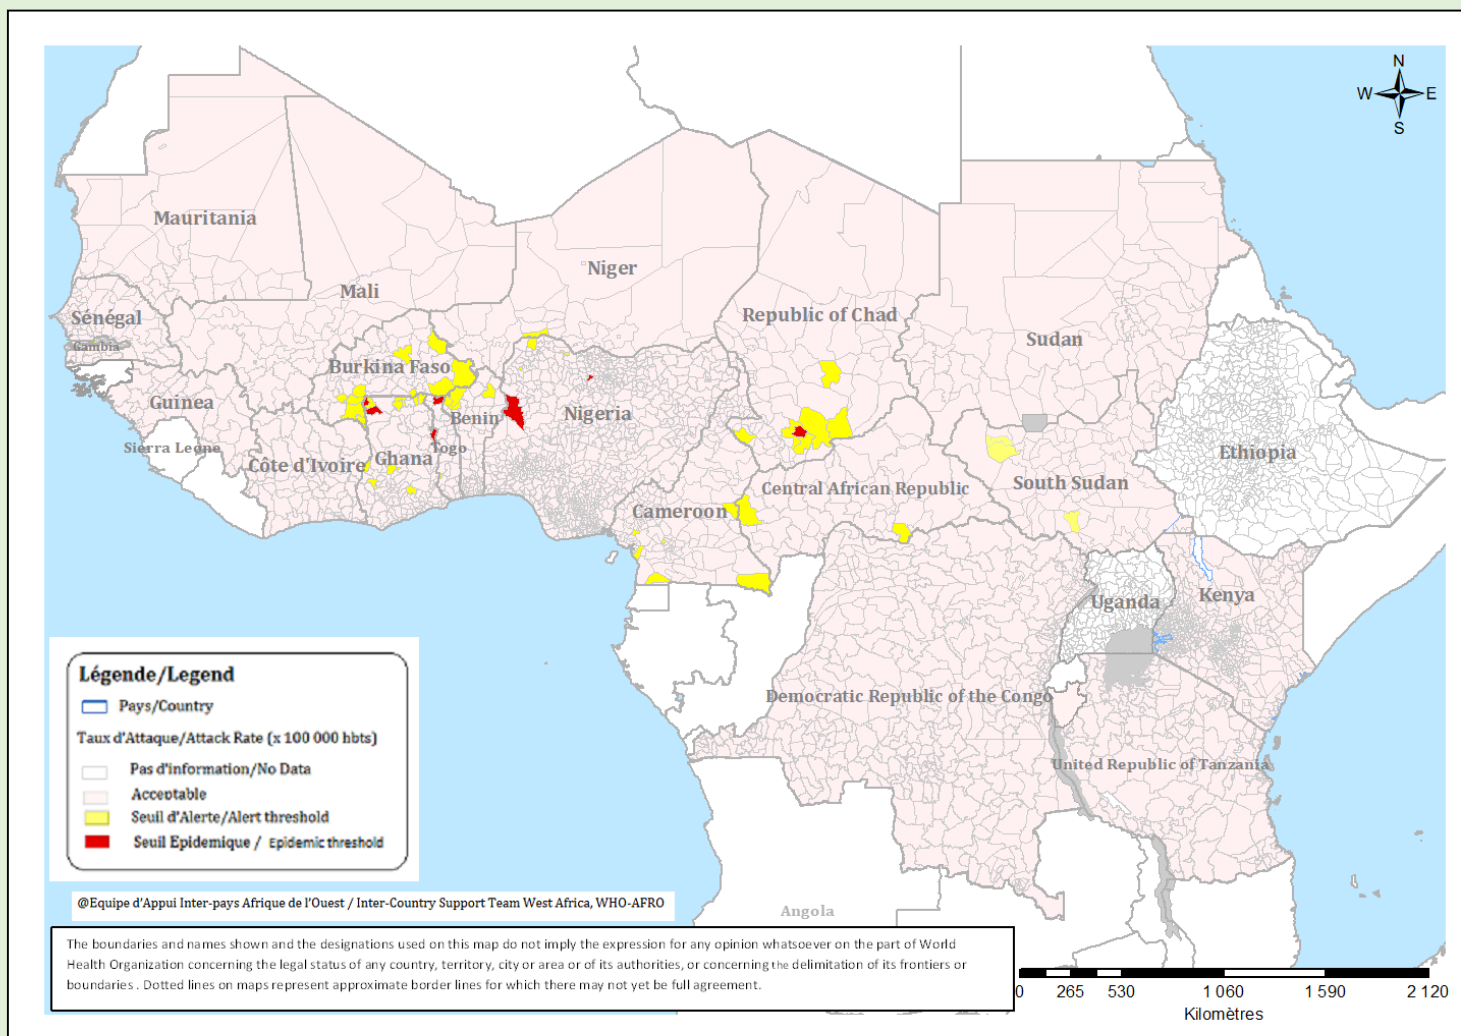 N
W E
S
Mauritania
Mali
Niger
Sénégal
Gambia
Republic of Chad
Sudan
Burkina Faso
Guinea
Benin
Nigeria
Sierra Leone
Côte d'Ivoire
Ghana
Togo
Ethiopia
Central African Republic
South Sudan
Cameroon
Uganda
Kenya
Democratic Republic of the Congo
United Republic of Tanzania
Angola
Légende/Legend
Pays/Country
Taux d'Attaque/Attack Rate (x 100 000 hbts)
Pas d'information/No Data
Acceptable
Seuil d'Alerte/Alert threshold
Seuil Epidemique / Epidemic threshold
@Equipe d'Appui Inter-pays Afrique de l'Ouest / Inter-Country Support Team West Africa, WHO-AFRO
The boundaries and names shown and the designations used on this map do not imply the expression for any opinion whatsoever on the part of World
Health Organization concerning the legal status of any country, territory, city or area or of its authorities, or concerning the delimitation of its frontiers or
boundaries . Dotted lines on maps represent approximate border lines for which there may not yet be full agreement.
0 265 530 1 060 1 590 2 120
Kilomètres